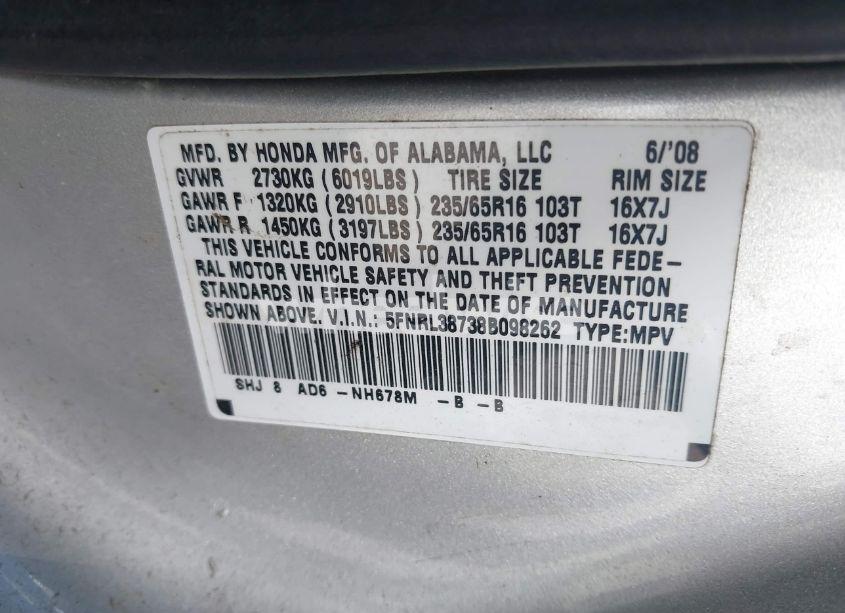 MFD. BY HONDA MFG. OF ALABAMA, LLC 6/'08
GVWR 2730KG (6019LBS) TIRE SIZE RIM SIZE
GAWR F 1320KG (2910LBS) 235/65R16 103T 16X7J
GAWR R 1450KG (3197LBS) 235/65R16 103T 16X7J
THIS VEHICLE CONFORMS TO ALL APPLICABLE FEDE-
RAL MOTOR VEHICLE SAFETY AND THEFT PREVENTION
STANDARDS IN EFFECT ON THE DATE OF MANUFACTURE
SHOWN ABOVE. V.I.N.: 5FNRL38738B098262 TYPE:MPV
SHJ 8 AD6 -NH678M -B -B